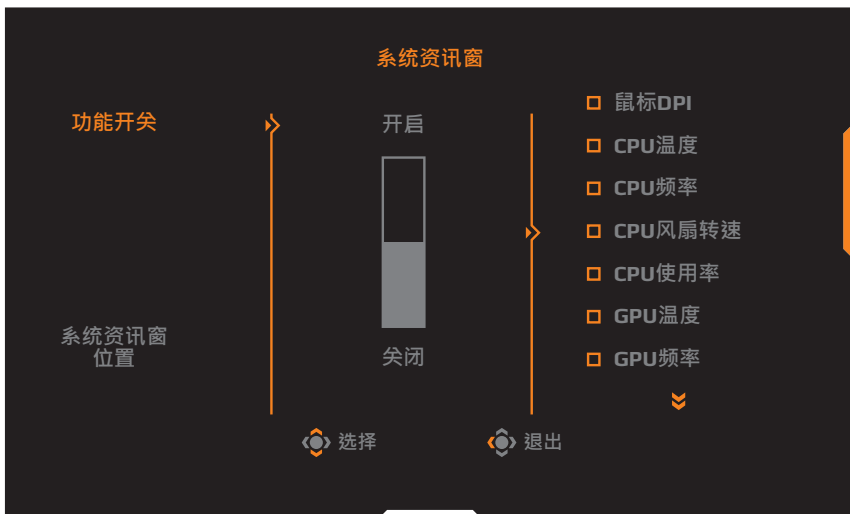 系统资讯窗
功能开关
系统资讯窗
位置
开启
关闭
鼠标DPI
CPU温度
CPU频率
CPU风扇转速
CPU使用率
GPU温度
GPU频率
选择
退出